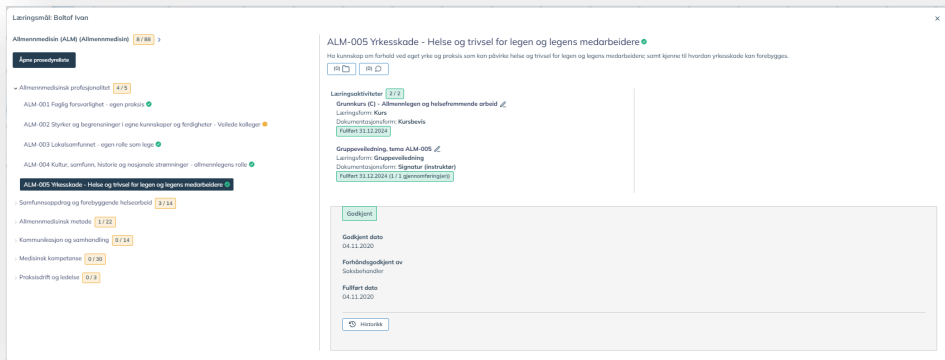 Læringsmål: Boltof Ivan
×
Allmennmedisin (ALM) (Allmennmedisin) 8 / 88 >
Åpne prosedyreliste
Allmennmedisinsk profesjonalitet 4 / 5
ALM-001 Faglig forsvarlighet - egen praksis
ALM-002 Styrker og begrensninger i egne kunnskaper og ferdigheter - Veilede kolleger
ALM-003 Lokalsamfunnet - egen rolle som lege
ALM-004 Kultur, samfunn, historie og nasjonale strømninger - allmennlegens rolle
ALM-005 Yrkesskade - Helse og trivsel for legen og legens medarbeidere
Samfunnsoppdrag og forebyggende helsearbeid 3 / 14
Allmennmedisinsk metode 1 / 22
Kommunikasjon og samhandling 0 / 14
Medisinsk kompetanse 0 / 30
Praksisdrift og ledelse 0 / 3
ALM-005 Yrkesskade - Helse og trivsel for legen og legens medarbeidere
Ha kunnskap om forhold ved eget yrke og praksis som kan påvirke helse og trivsel for legen og legens medarbeidere; samt kjenne til hvordan yrkesskade kan forebygges.
(0) (0)
Læringsaktiviteter 2 / 2
Grunnkurs (C) - Allmennlegen og helsefremmende arbeid
Læringsform: Kurs
Dokumentasjonsform: Kursbevis
Fullført 31.12.2024
Gruppeveiledning, tema ALM-005
Læringsform: Gruppeveiledning
Dokumentasjonsform: Signatur (instruktør)
Fullført 31.12.2024 (1 / 1 gjennomføring(er))
Godkjent
Godkjent dato
04.11.2020
Forhåndsgodkjent av
Saksbehandler
Fullført dato
04.11.2020
Historikk